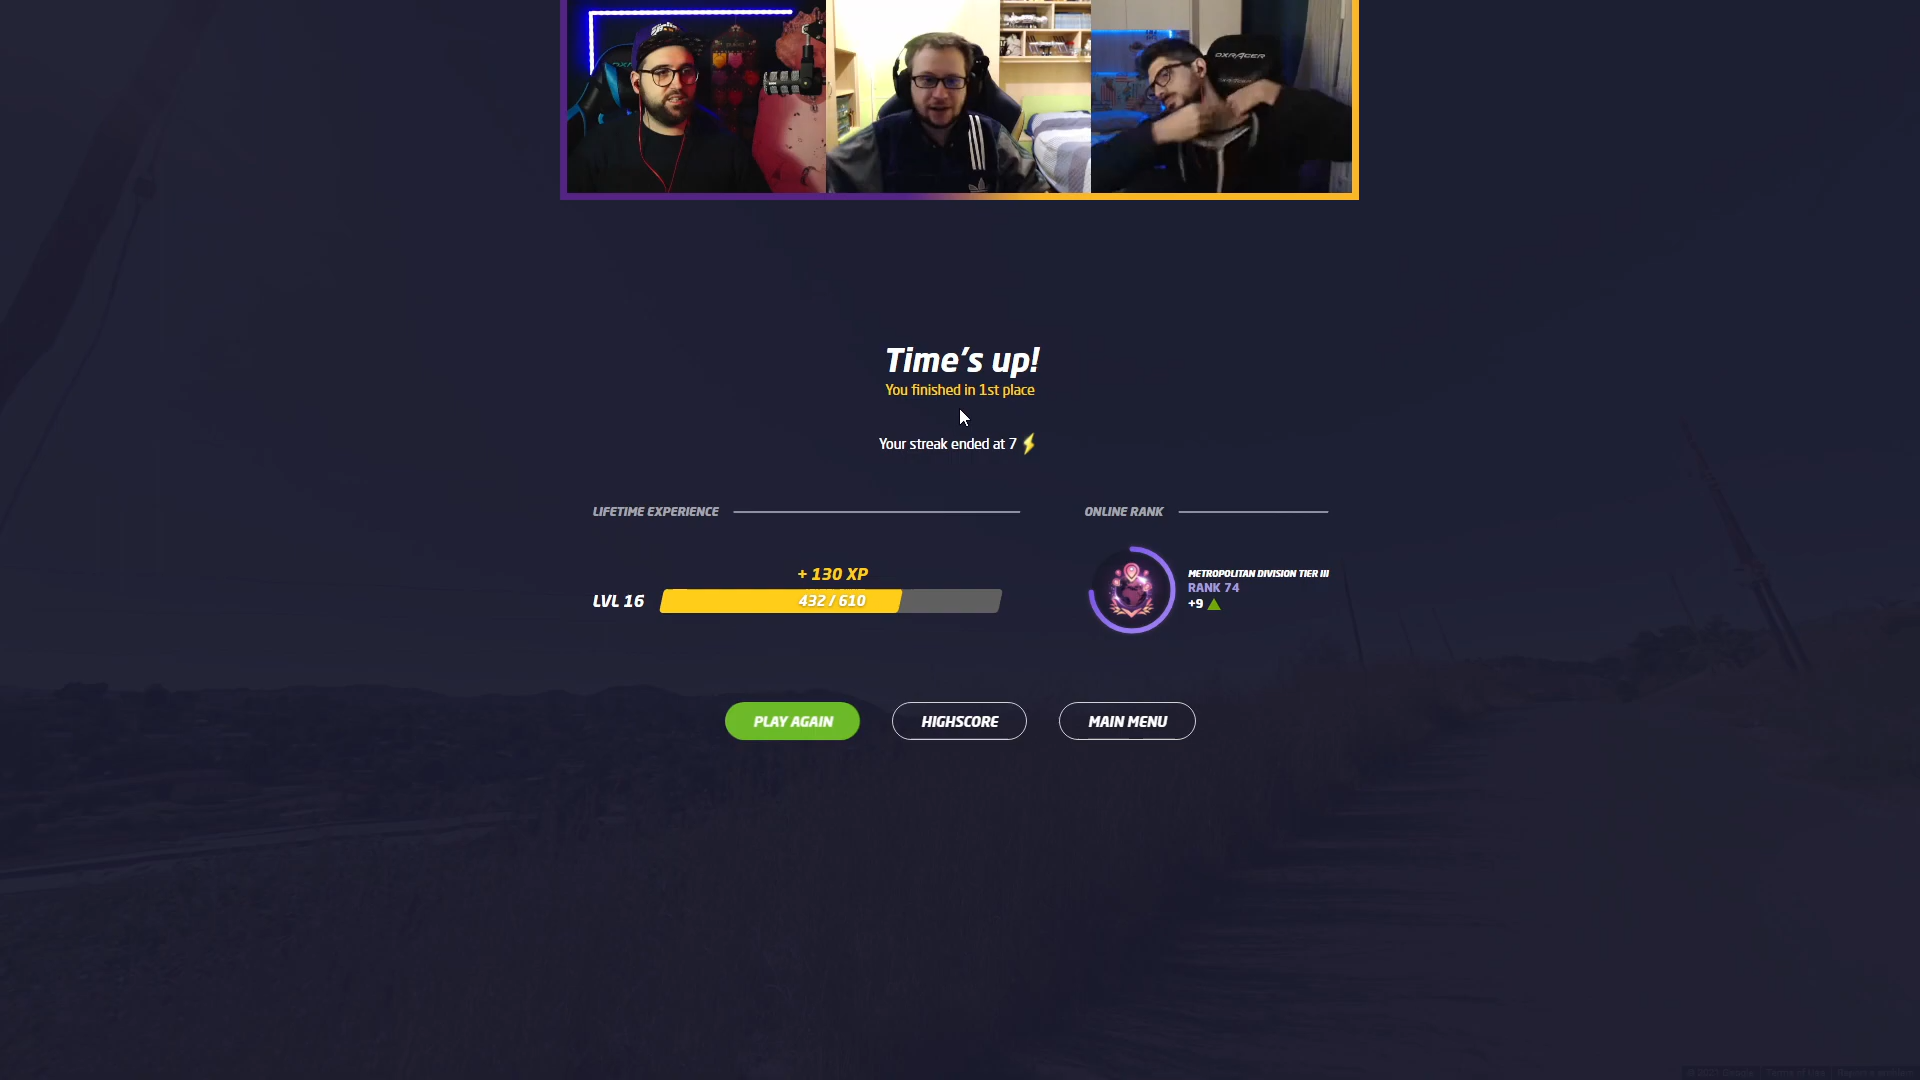 DXRACER
Time's up!
You finished in 1st place
Your streak ended at 7
LIFETIME EXPERIENCE
ONLINE RANK
+ 130 XP
LVL 16
432 / 610
METROPOLITAN DIVISION TIER III
RANK 74
+9
PLAY AGAIN
HIGHSCORE
MAIN MENU